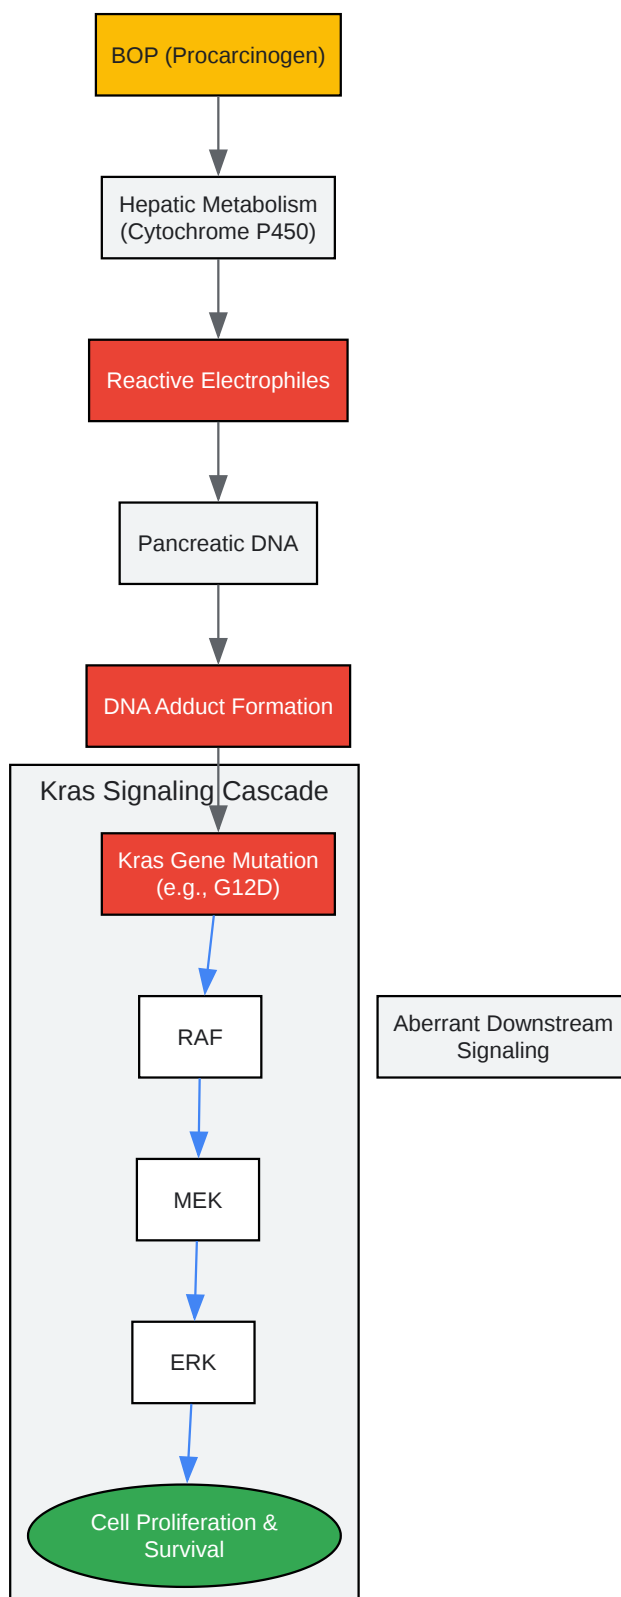 BOP (Procarcinogen)
Hepatic Metabolism
(Cytochrome P450)
Reactive Electrophiles
Pancreatic DNA
DNA Adduct Formation
Kras Signaling Cascade
Kras Gene Mutation
(e.g., G12D)
RAF
Aberrant Downstream
Signaling
MEK
ERK
Cell Proliferation &
Survival